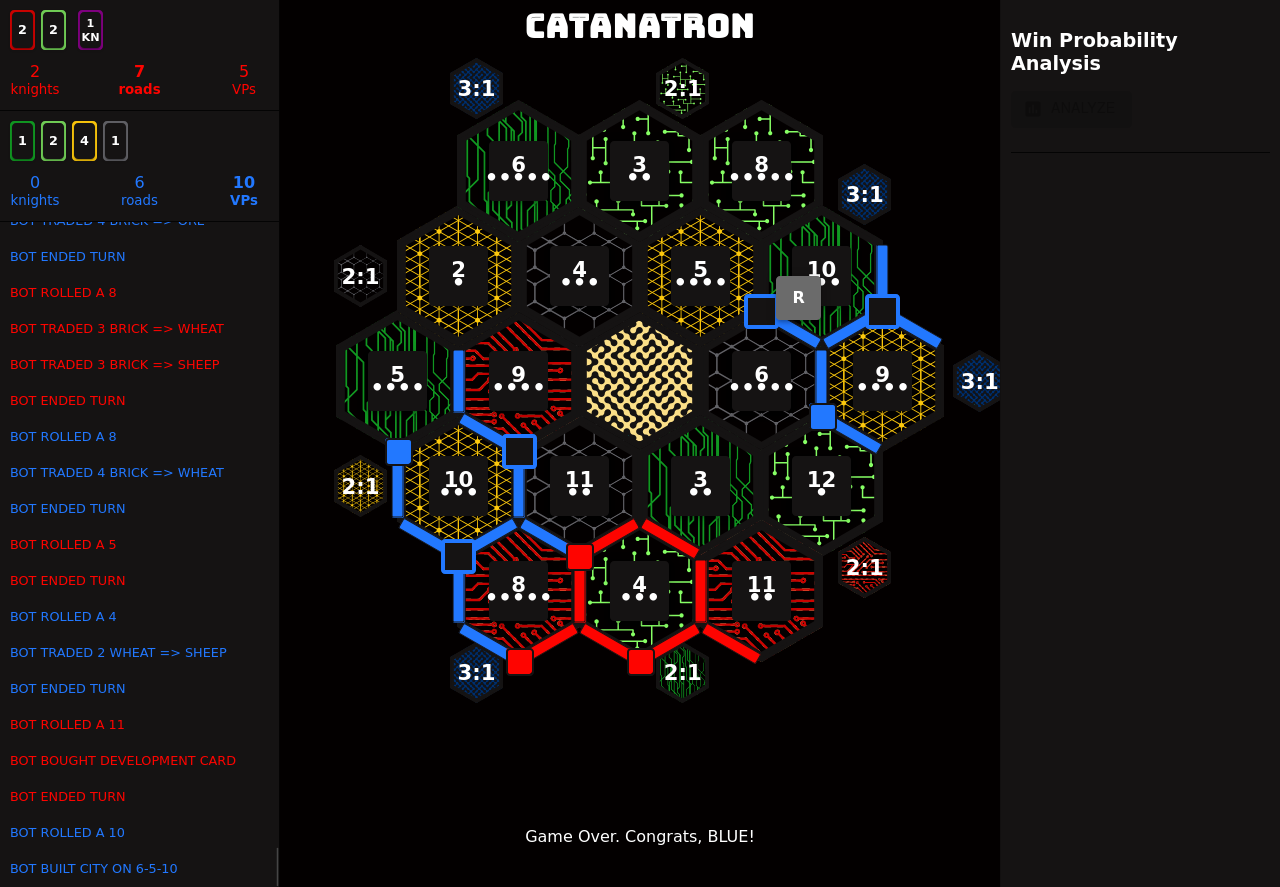 2 2 1 KN
2 7 5
knights roads VPs
1 2 4 1
0 6 10
knights roads VPs
BOT TRADED 4 BRICK => ORE
BOT ENDED TURN
BOT ROLLED A 8
BOT TRADED 3 BRICK => WHEAT
BOT TRADED 3 BRICK => SHEEP
BOT ENDED TURN
BOT ROLLED A 8
BOT TRADED 4 BRICK => WHEAT
BOT ENDED TURN
BOT ROLLED A 5
BOT ENDED TURN
BOT ROLLED A 4
BOT TRADED 2 WHEAT => SHEEP
BOT ENDED TURN
BOT ROLLED A 11
BOT BOUGHT DEVELOPMENT CARD
BOT ENDED TURN
BOT ROLLED A 10
BOT BUILT CITY ON 6-5-10
CATANATRON
3:1 2:1
6 3 8
3:1
2:1 2 4 5 10
R
5 9 6 9 3:1
2:1 10 11 3 12
8 4 11 2:1
3:1 2:1
Game Over. Congrats, BLUE!
Win Probability
Analysis
ANALYZE